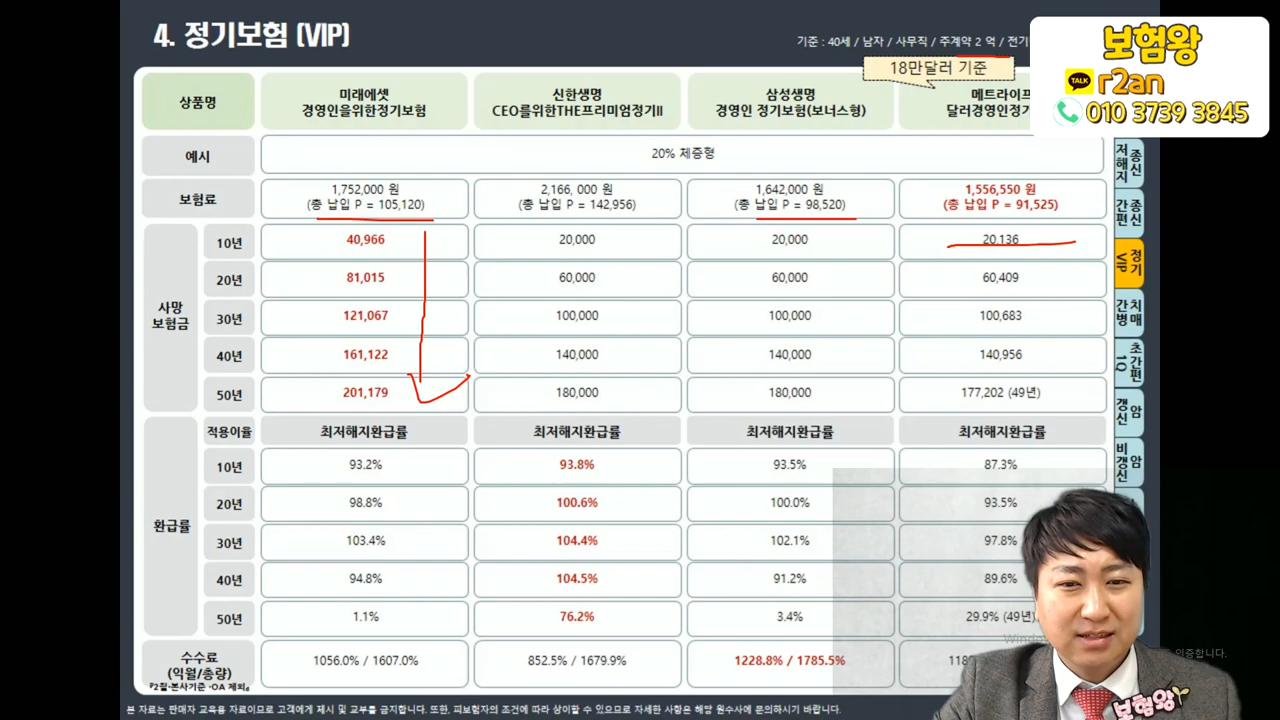 4. 정기보험 (VIP)
기준 : 40세 / 남자 / 사무직 / 주계약 2 억 / 전기
보험왕
TALK r2an
010 3739 3845
18만달러 기준
상품명
미래에셋
경영인을위한정기보험
신한생명
CEO를위한THE프리미엄정기II
삼성생명
경영인 정기보험(보너스형)
메트라이프
달러경영인정기
예시
20% 체증형
보험료
1,752,000 원
(총 납입 P = 105,120)
2,166, 000 원
(총 납입 P = 142,956)
1,642,000 원
(총 납입 P = 98,520)
1,556,550 원
(총 납입 P = 91,525)
사망
보험금
10년 40,966 20,000 20,000 20,136
20년 81,015 60,000 60,000 60,409
30년 121,067 100,000 100,000 100,683
40년 161,122 140,000 140,000 140,956
50년 201,179 180,000 180,000 177,202 (49년)
환급률
적용이율 최저해지환급률 최저해지환급률 최저해지환급률 최저해지환급률
10년 93.2% 93.8% 93.5% 87.3%
20년 98.8% 100.6% 100.0% 93.5%
30년 103.4% 104.4% 102.1% 97.8%
40년 94.8% 104.5% 91.2% 89.6%
50년 1.1% 76.2% 3.4% 29.9% (49년)
수수료
(익월/총량)
1056.0% / 1607.0% 852.5% / 1679.9% 1228.8% / 1785.5%
본 자료는 판매자 교육용 자료이므로 고객에게 제시 및 교부를 금지합니다. 또한, 피보험자의 조건에 따라 상이할 수 있으므로 자세한 사항은 해당 원수사에 문의하시기 바랍니다.
종신
저해지
종신
간편
정기
VIP
치매
간병
초간편
1Q
암
갱신
암
비갱신
인증합니다.
보험왕